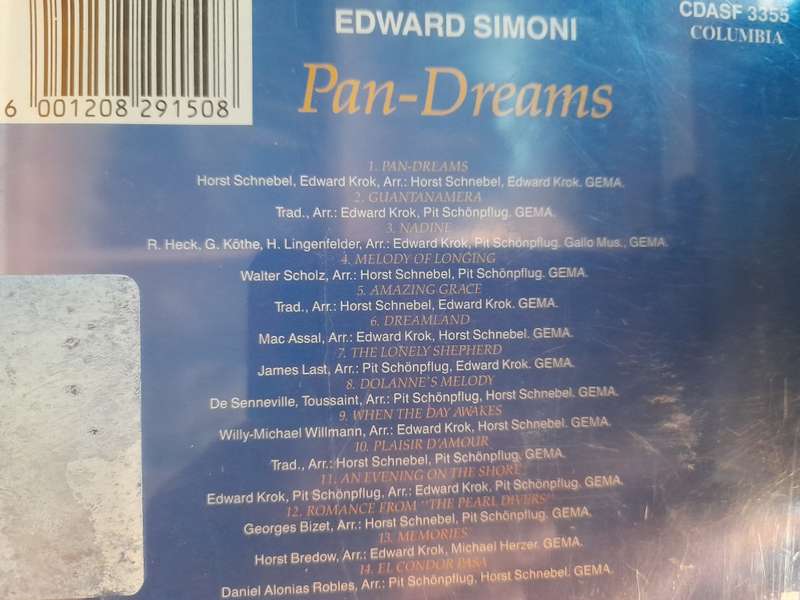 EDWARD SIMONI
CDASF 3355
COLUMBIA
Pan-Dreams
6 001208 291508
1. PAN-DREAMS
Horst Schnebel, Edward Krok, Arr.: Horst Schnebel, Edward Krok. GEMA.
2. GUANTANAMERA
Trad., Arr.: Edward Krok, Pit Schönpflug. GEMA.
3. NADINE
R. Heck, G. Köthe, H. Lingenfelder, Arr.: Edward Krok, Pit Schönpflug. Gallo Mus., GEMA.
4. MELODY OF LONGING
Walter Scholz, Arr.: Horst Schnebel, Pit Schönpflug. GEMA.
5. AMAZING GRACE
Trad., Arr.: Horst Schnebel, Edward Krok. GEMA.
6. DREAMLAND
Mac Assal, Arr.: Edward Krok, Horst Schnebel. GEMA.
7. THE LONELY SHEPHERD
James Last, Arr.: Pit Schönpflug, Edward Krok. GEMA.
8. DOLANNE'S MELODY
De Senneville, Toussaint, Arr.: Pit Schönpflug, Horst Schnebel. GEMA.
9. WHEN THE DAY AWAKES
Willy-Michael Willmann, Arr.: Edward Krok, Horst Schnebel. GEMA.
10. PLAISIR D'AMOUR
Trad., Arr.: Horst Schnebel, Pit Schönpflug. GEMA.
11. AN EVENING ON THE SHORE
Edward Krok, Pit Schönpflug, Arr.: Edward Krok, Pit Schönpflug. GEMA.
12. ROMANCE FROM "THE PEARL DIVERS"
Georges Bizet, Arr.: Horst Schnebel, Pit Schönpflug. GEMA.
13. MEMORIES
Horst Bredow, Arr.: Edward Krok, Michael Herzer. GEMA.
14. EL CONDOR PASA
Daniel Alonias Robles, Arr.: Pit Schönpflug, Horst Schnebel. GEMA.